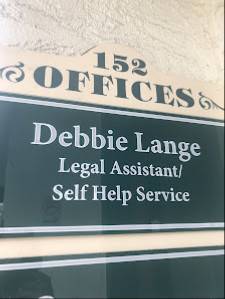 152
OFFICES
Debbie Lange
Legal Assistant/
Self Help Service